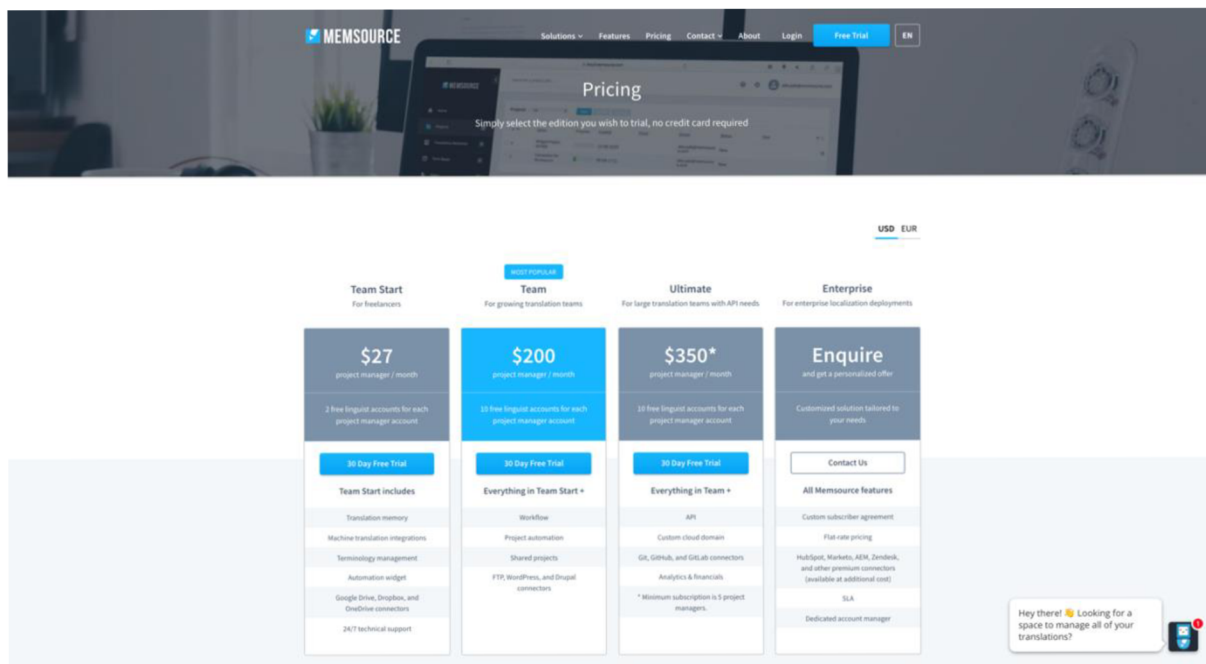 MEMSOURCE
Solutions Features Pricing Contact About Login Free Trial EN
Pricing
Simply select the edition you wish to trial, no credit card required
USD EUR
MOST POPULAR
Team Start
For freelancers
$27
project manager / month
2 free linguist accounts for each
project manager account
30 Day Free Trial
Team Start includes
Translation memory
Machine translation integrations
Terminology management
Automation widget
Google Drive, Dropbox, and
OneDrive connectors
24/7 technical support
Team
For growing translation teams
$200
project manager / month
10 free linguist accounts for each
project manager account
30 Day Free Trial
Everything in Team Start +
Workflow
Project automation
Shared projects
FTP, WordPress, and Drupal
connectors
Ultimate
For large translation teams with API needs
$350*
project manager / month
10 free linguist accounts for each
project manager account
30 Day Free Trial
Everything in Team +
API
Custom cloud domain
Git, GitHub, and GitLab connectors
Analytics & financials
* Minimum subscription is 5 project
managers.
Enterprise
For enterprise localization deployments
Enquire
and get a personalized offer
Customized solution tailored to
your needs
Contact Us
All Memsource features
Custom subscriber agreement
Flat-rate pricing
HubSpot, Marketo, AEM, Zendesk,
and other premium connectors
(available at additional cost)
SLA
Dedicated account manager
Hey there! 👋 Looking for a
space to manage all of your
translations?
1